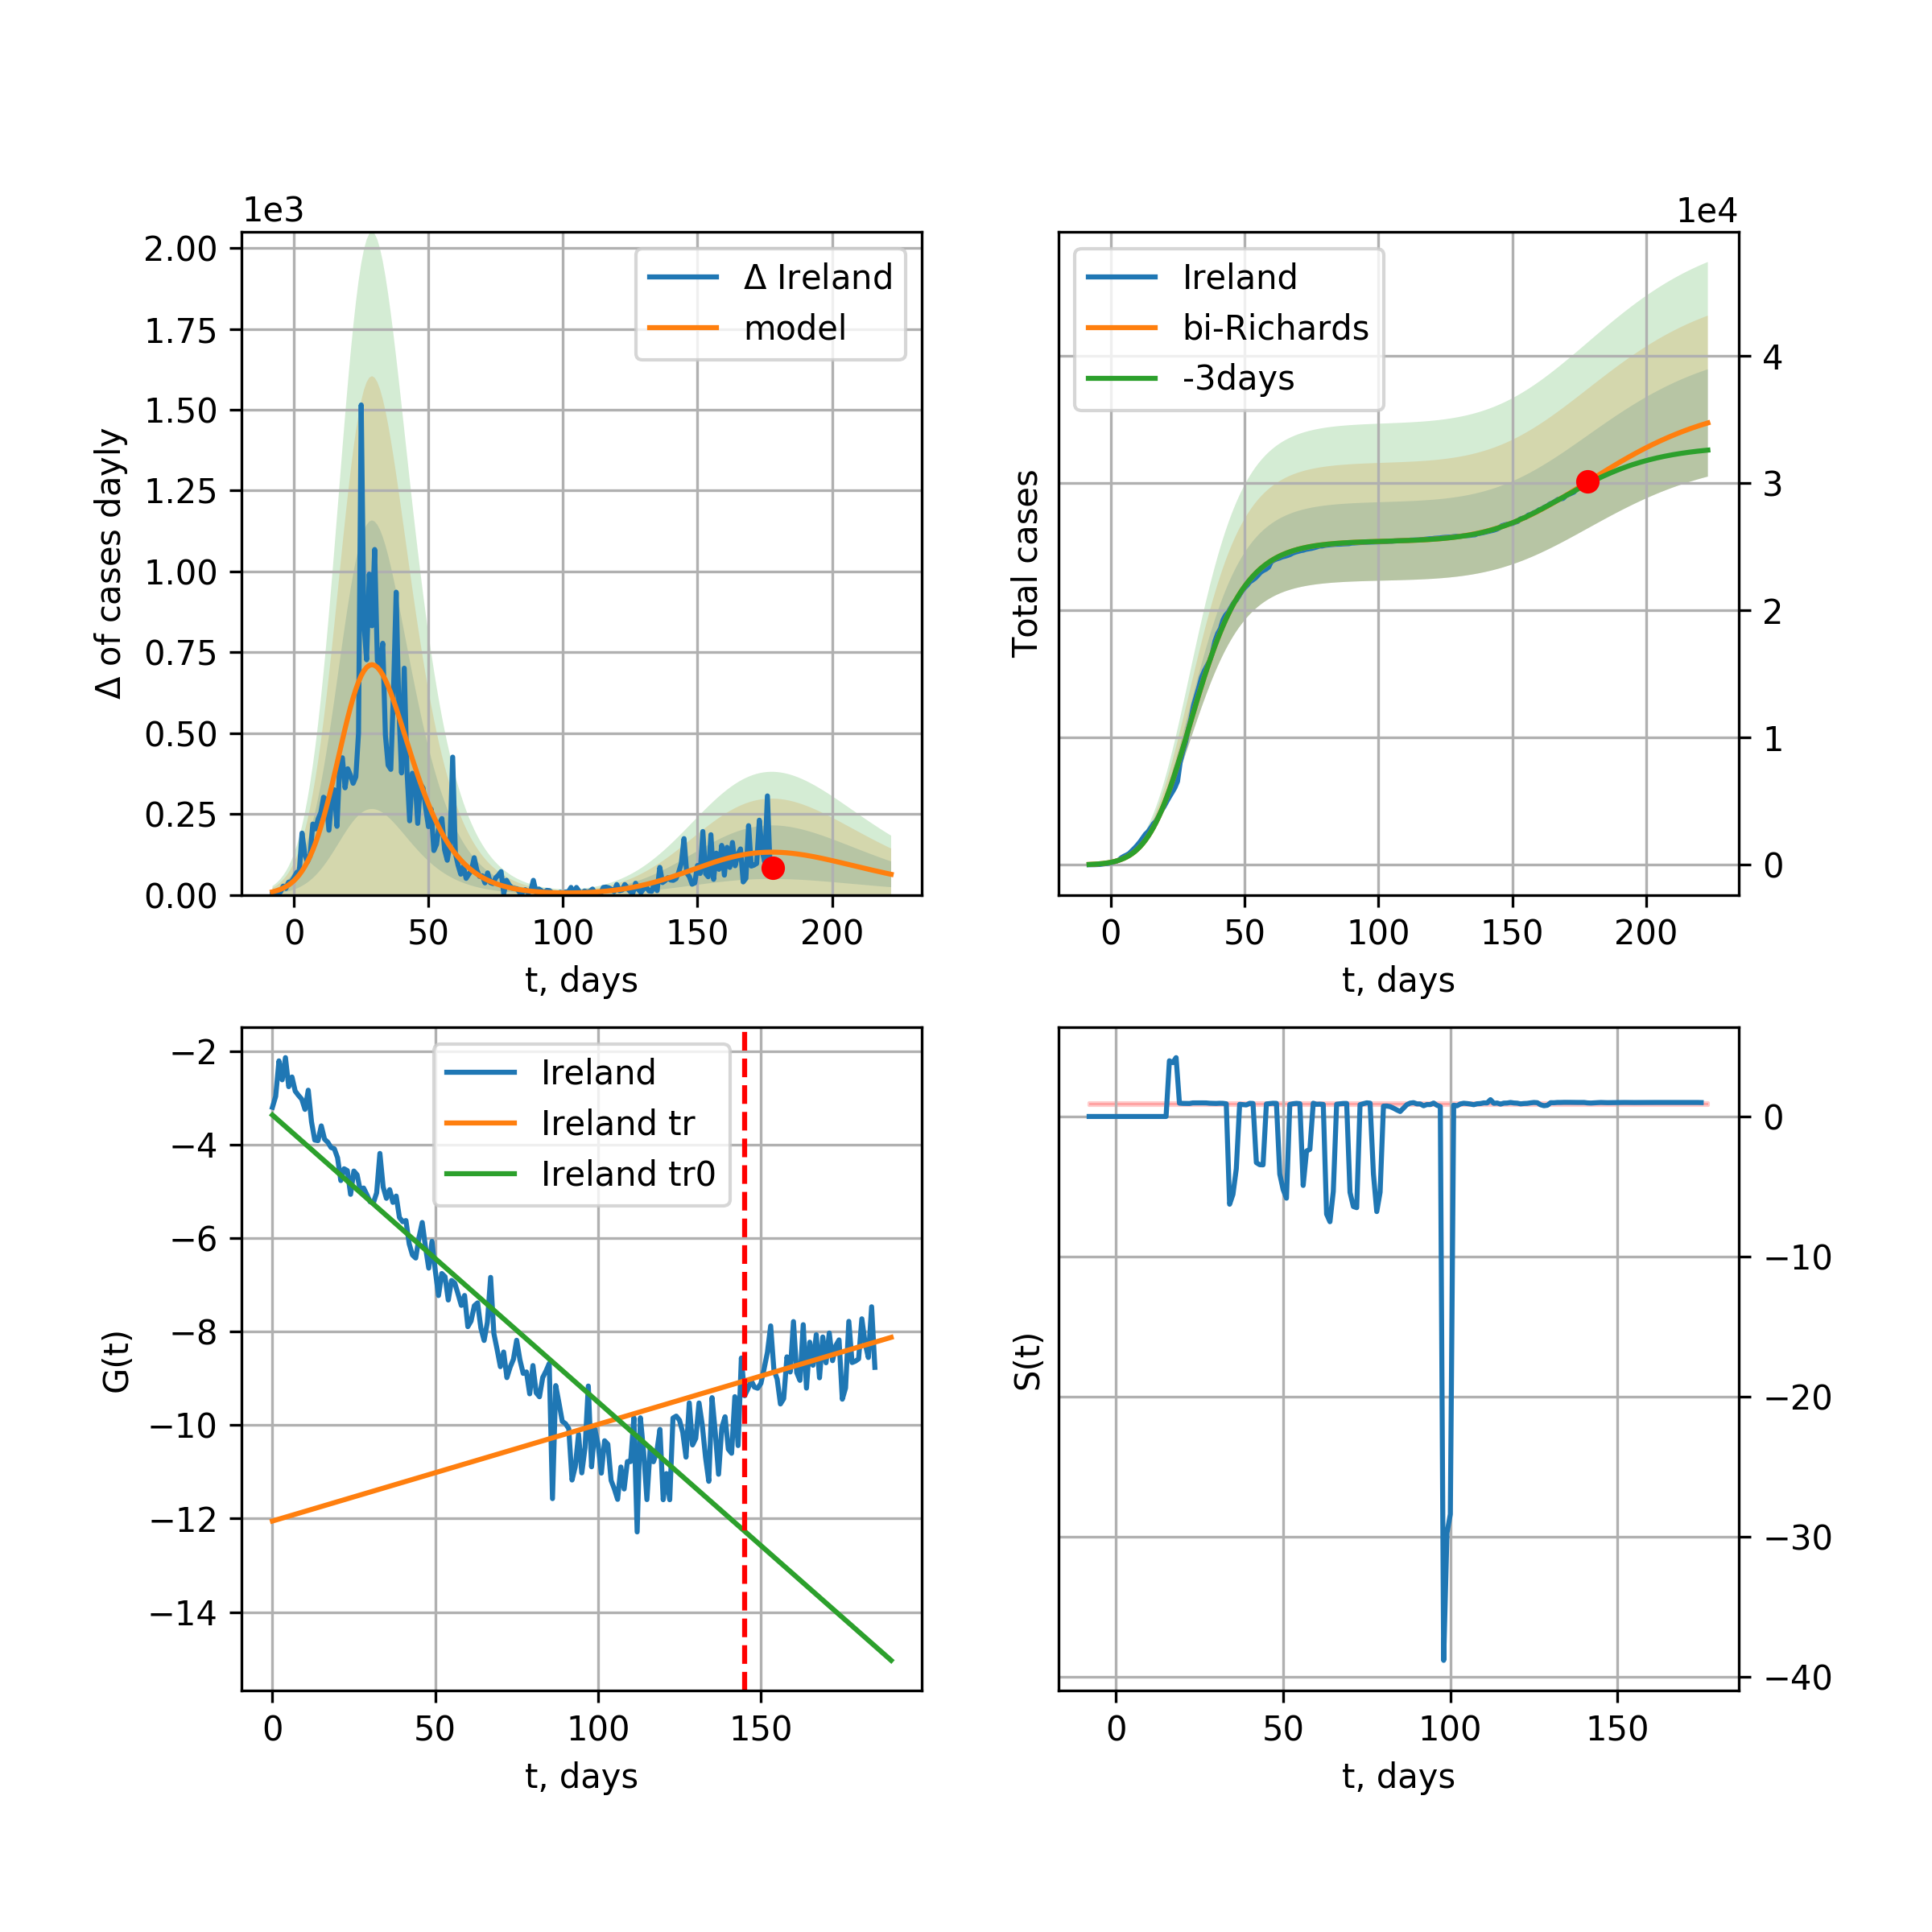 1e3
2.00
1.75
1.50
1.25
1.00
0.75
0.50
0.25
0.00
Δ of cases dayly
Δ Ireland
model
0 50 100 150 200
t, days
1e4
Ireland
bi-Richards
-3days
Total cases
4
3
2
1
0
0 50 100 150 200
t, days
−2
−4
−6
−8
−10
−12
−14
G(t)
Ireland
Ireland tr
Ireland tr0
0 50 100 150
t, days
S(t)
0
−10
−20
−30
−40
0 50 100 150
t, days